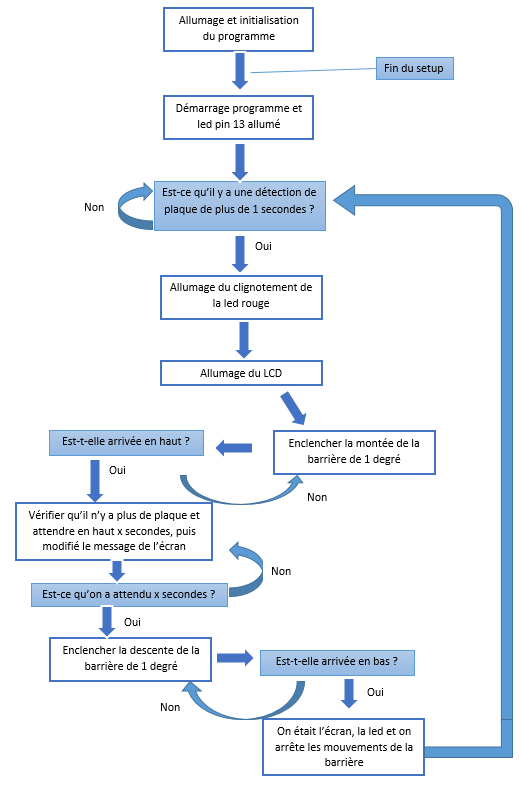 Allumage et initialisation
du programme
Fin du setup
Démarrage programme et
led pin 13 allumé
Est-ce qu'il y a une détection de
plaque de plus de 1 secondes ?
Non
Oui
Allumage du clignotement de
la led rouge
Allumage du LCD
Enclencher la montée de la
barrière de 1 degré
Est-t-elle arrivée en haut ?
Oui
Non
Vérifier qu'il n'y a plus de plaque et
attendre en haut x secondes, puis
modifié le message de l'écran
Non
Est-ce qu'on a attendu x secondes ?
Oui
Enclencher la descente de la
barrière de 1 degré
Est-t-elle arrivée en bas ?
Oui
Non
On était l'écran, la led et on
arrête les mouvements de la
barrière